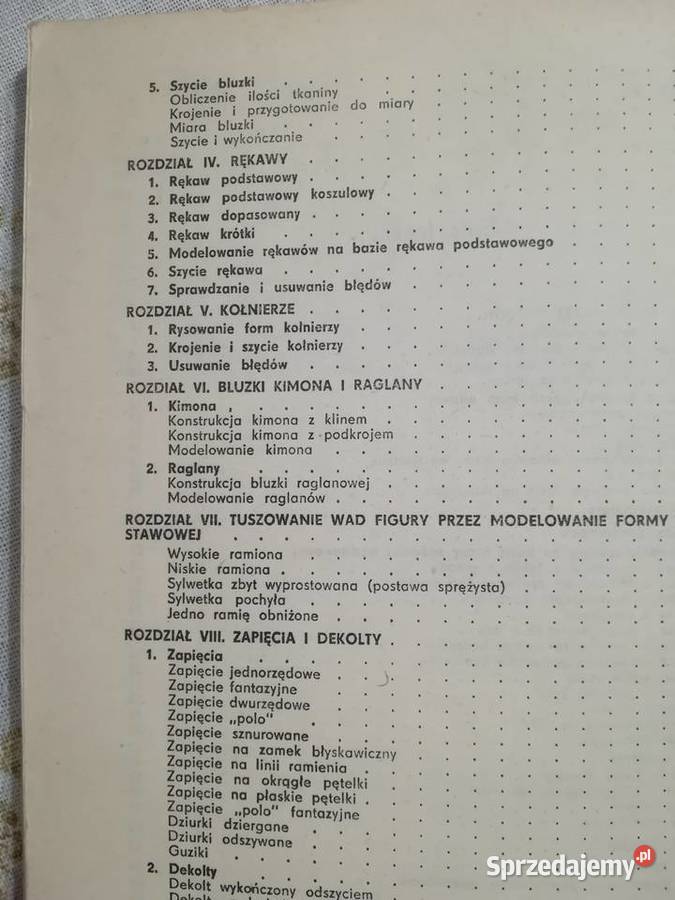 5. Szycie bluzki
Obliczenie ilości tkaniny
Krojenie i przygotowanie do miary
Miara bluzki
Szycie i wykończanie
ROZDZIAŁ IV. RĘKAWY
1. Rękaw podstawowy
2. Rękaw podstawowy koszulowy
3. Rękaw dopasowany
4. Rękaw krótki
5. Modelowanie rękawów na bazie rękawa podstawowego
6. Szycie rękawa
7. Sprawdzanie i usuwanie błędów
ROZDZIAŁ V. KOŁNIERZE
1. Rysowanie form kołnierzy
2. Krojenie i szycie kołnierzy
3. Usuwanie błędów
ROZDIAŁ VI. BLUZKI KIMONA I RAGLANY
1. Kimona
Konstrukcja kimona z klinem
Konstrukcja kimona z podkrojem
Modelowanie kimona
2. Raglany
Konstrukcja bluzki raglanowej
Modelowanie raglanów
ROZDZIAŁ VII. TUSZOWANIE WAD FIGURY PRZEZ MODELOWANIE FORMY
STAWOWEJ
Wysokie ramiona
Niskie ramiona
Sylwetka zbyt wyprostowana (postawa sprężysta)
Sylwetka pochyła
Jedno ramię obniżone
ROZDZIAŁ VIII. ZAPIĘCIA I DEKOLTY
1. Zapięcia
Zapięcie jednorzędowe
Zapięcie fantazyjne
Zapięcie dwurzędowe
Zapięcie „polo"
Zapięcie sznurowane
Zapięcie na zamek błyskawiczny
Zapięcie na linii ramienia
Zapięcie na okrągłe pętelki
Zapięcie na płaskie pętelki
Zapięcie „polo" fantazyjne
Dziurki dziergane
Dziurki odszywane
Guziki
2. Dekolty
Dekolt wykończony odszyciem
Sprzedajemy.pl